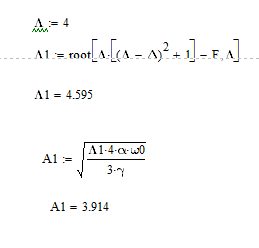 Λ := 4
Λ1 := root[Λ·[(Λ − Δ)² + 1] − F, Λ]
Λ1 = 4.595
A1 := √(Λ1·4·α·ω0 / 3·γ)
A1 = 3.914